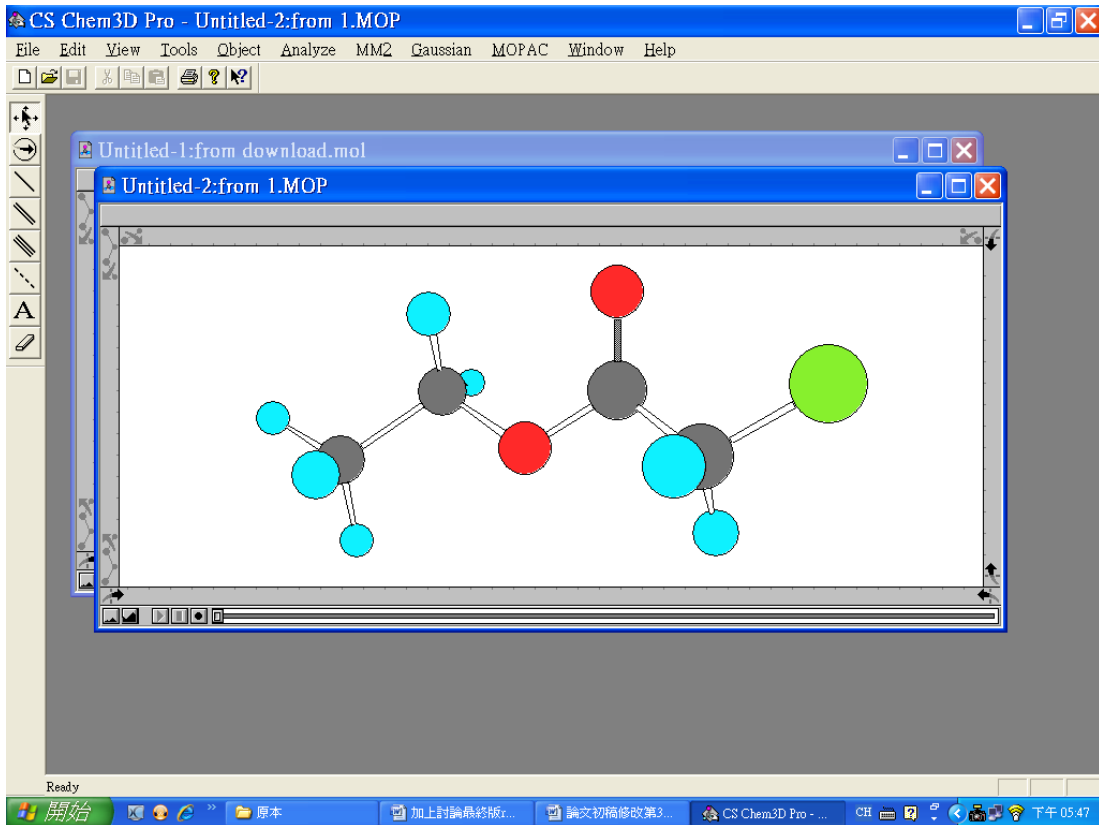 CS Chem3D Pro - Untitled-2:from 1.MOP
File Edit View Tools Object Analyze MM2 Gaussian MOPAC Window Help
Untitled-1:from download.mol
Untitled-2:from 1.MOP
A
Ready
開始 » 原本 加上討論最終版r... 論文初稿修改第3... CS Chem3D Pro - ... CH 下午 05:47